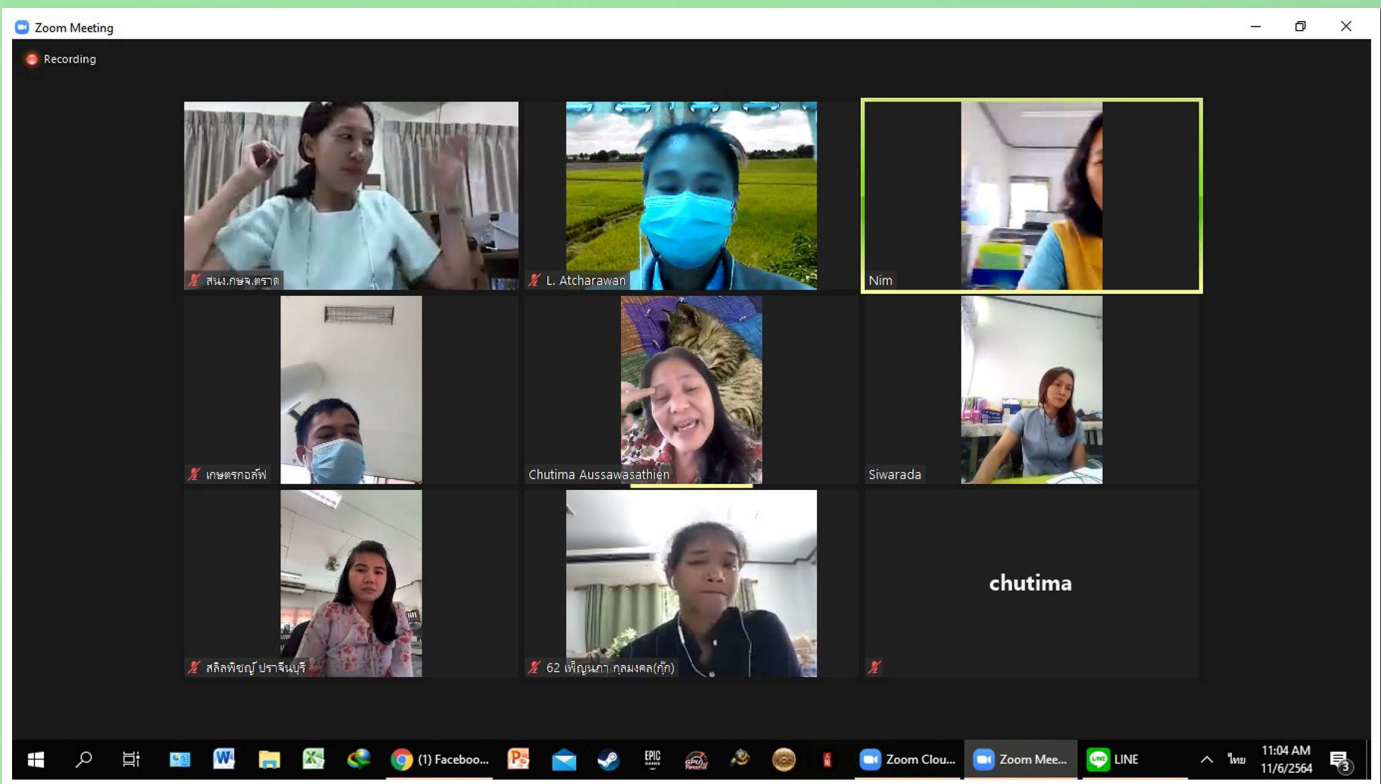 Zoom Meeting
Recording
สนง.กษจ.ตราด
L. Atcharawan
Nim
เกษตรกอล์ฟ
Chutima Aussawasathien
Siwarada
สลิลพิชญ์ ปราจีนบุรี
62 เพ็ญนภา กุลมงคล(กุ๊ก)
chutima
(1) Faceboo...
EPIC
GAMES
Zoom Clou...
Zoom Mee...
LINE
ไทย
11:04 AM
11/6/2564
3